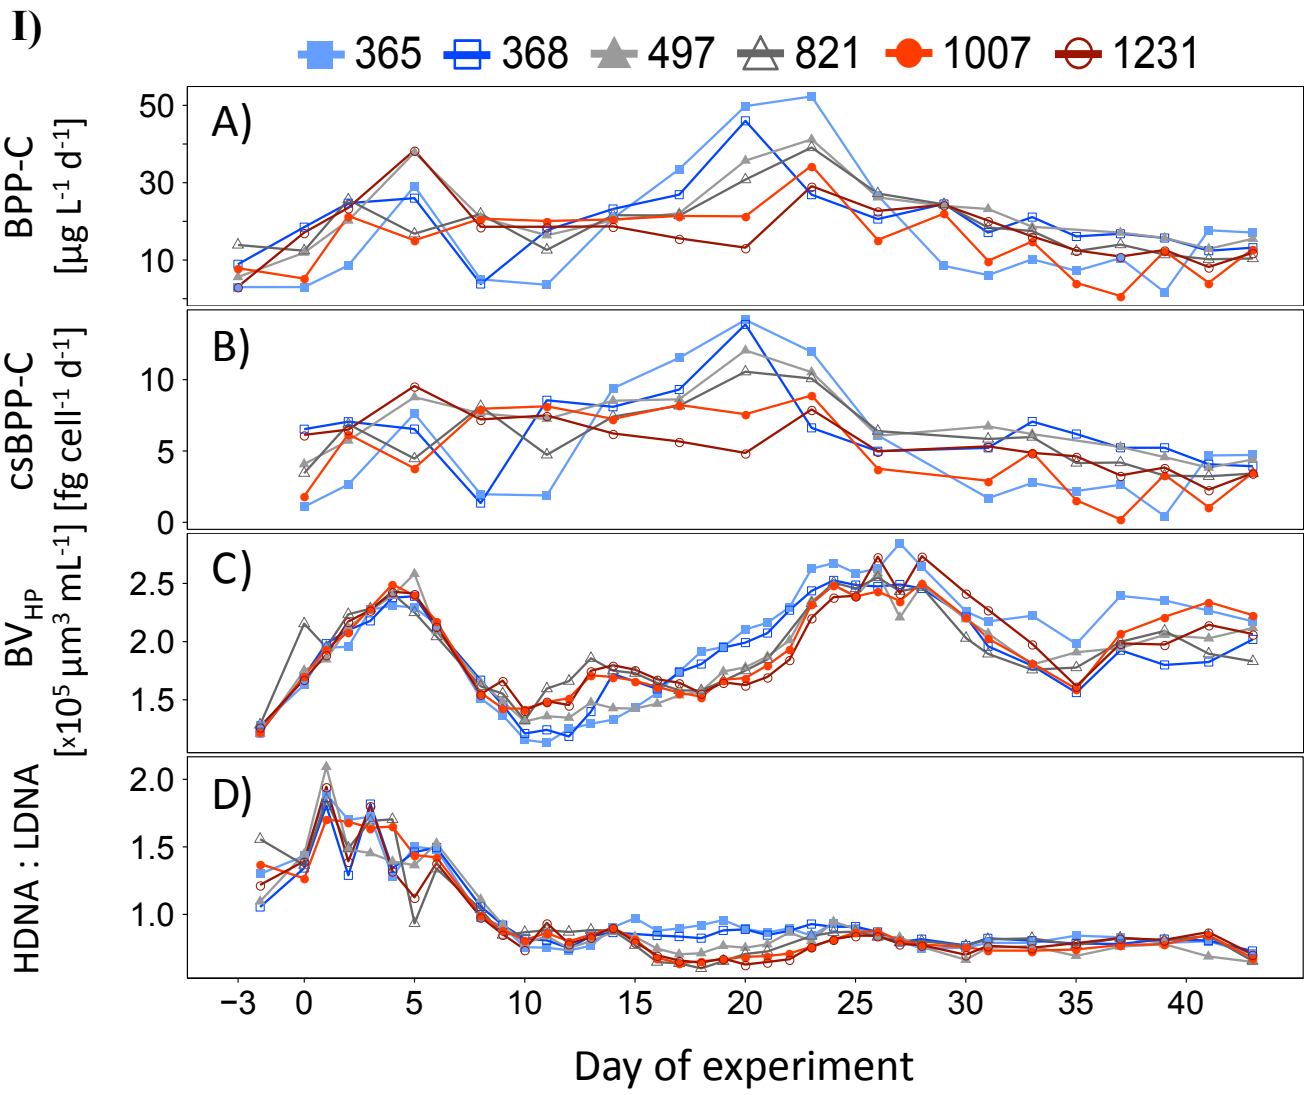 I)
365 368 497 821 1007 1231
A)
BPP-C
[µg L-1 d-1]
50
30
10
B)
csBPP-C
[fg cell-1 d-1]
10
5
0
C)
BVHP
[x10⁵ µm³ mL-1]
2.5
2.0
1.5
D)
HDNA : LDNA
2.0
1.5
1.0
−3 0 5 10 15 20 25 30 35 40
Day of experiment